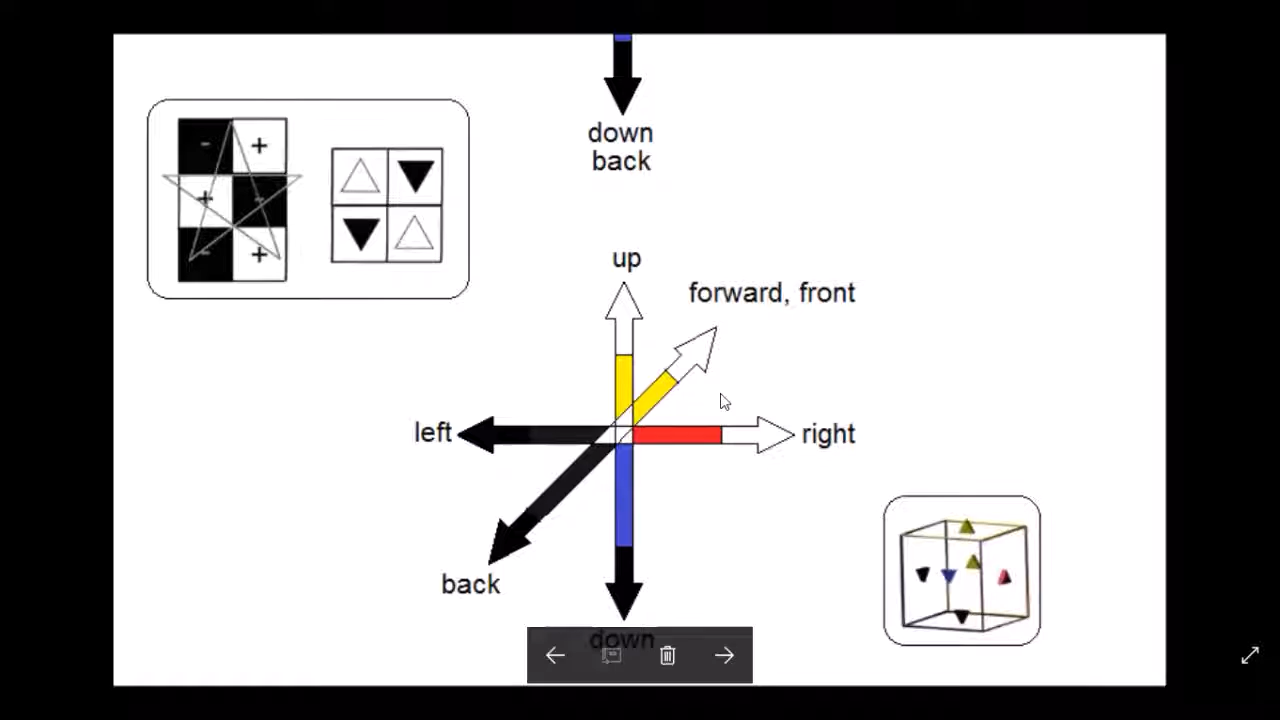 down
back
- +
+ -
- +
up
forward, front
left
right
back
down